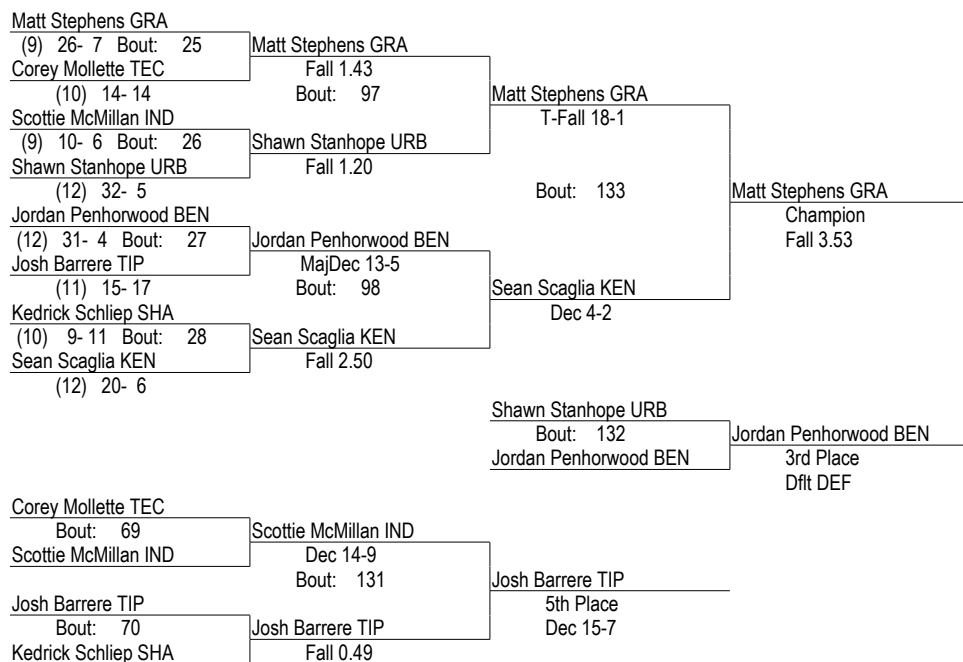 Matt Stephens GRA
(9) 26- 7 Bout: 25 Matt Stephens GRA
Corey Mollette TEC Fall 1.43
(10) 14- 14 Bout: 97 Matt Stephens GRA
Scottie McMillan IND T-Fall 18-1
(9) 10- 6 Bout: 26 Shawn Stanhope URB
Shawn Stanhope URB Fall 1.20
(12) 32- 5 Bout: 133 Matt Stephens GRA
Jordan Penhorwood BEN Champion
(12) 31- 4 Bout: 27 Jordan Penhorwood BEN Fall 3.53
Josh Barrere TIP MajDec 13-5
(11) 15- 17 Bout: 98 Sean Scaglia KEN
Kedrick Schliep SHA Dec 4-2
(10) 9- 11 Bout: 28 Sean Scaglia KEN
Sean Scaglia KEN Fall 2.50
(12) 20- 6
Shawn Stanhope URB
Bout: 132 Jordan Penhorwood BEN
Jordan Penhorwood BEN 3rd Place
Dflt DEF
Corey Mollette TEC
Bout: 69 Scottie McMillan IND
Scottie McMillan IND Dec 14-9
Bout: 131 Josh Barrere TIP
Josh Barrere TIP 5th Place
Bout: 70 Josh Barrere TIP Dec 15-7
Kedrick Schliep SHA Fall 0.49